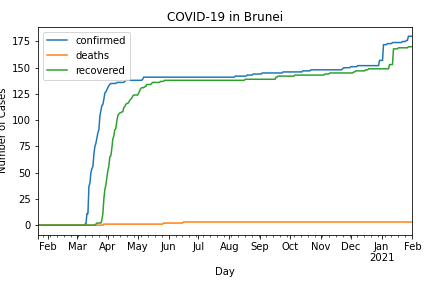 COVID-19 in Brunei
confirmed
deaths
recovered
Number of Cases
175
150
125
100
75
50
25
0
Feb Mar Apr May Jun Jul Aug Sep Oct Nov Dec Jan Feb
2021
Day